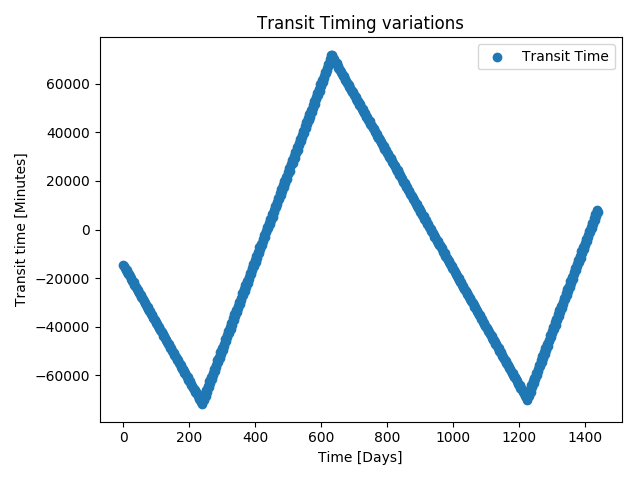 Transit Timing variations
Transit Time
Transit time [Minutes]
60000
40000
20000
0
−20000
−40000
−60000
0 200 400 600 800 1000 1200 1400
Time [Days]